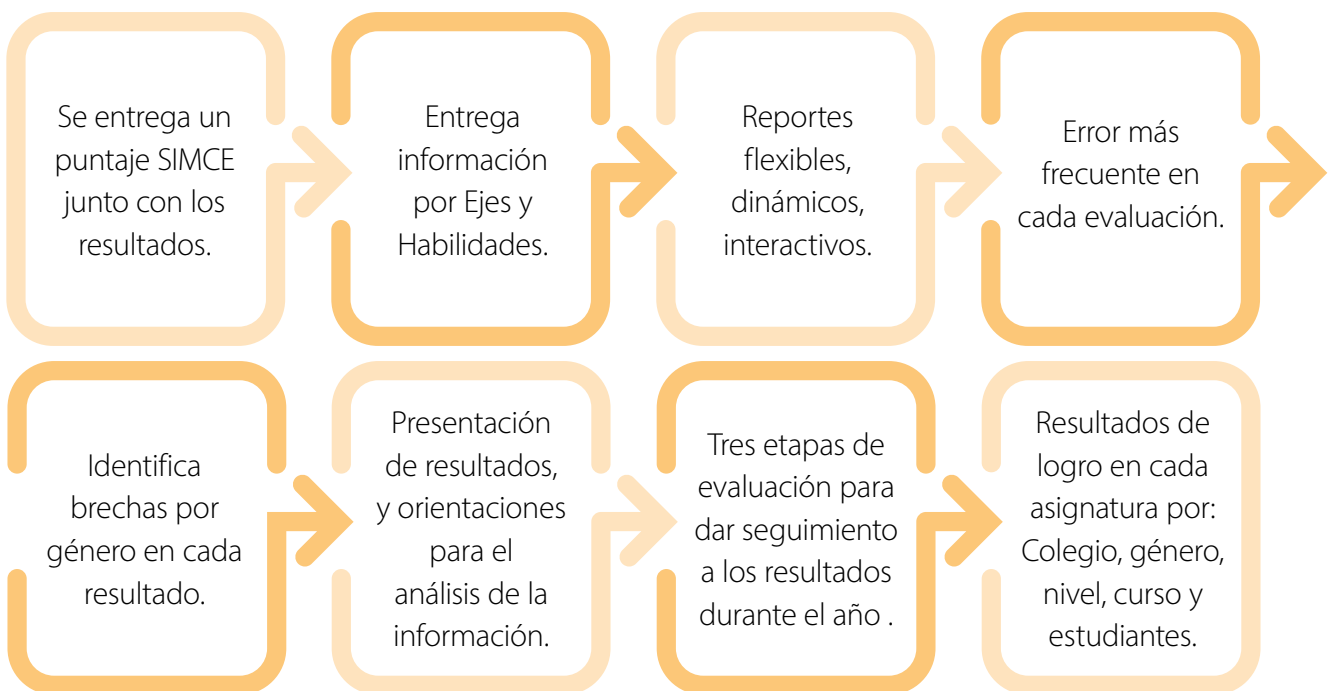 Se entrega un
puntaje SIMCE
junto con los
resultados.
Entrega
información
por Ejes y
Habilidades.
Reportes
flexibles,
dinámicos,
interactivos.
Error más
frecuente en
cada evaluación.
Identifica
brechas por
género en cada
resultado.
Presentación
de resultados,
y orientaciones
para el
análisis de la
información.
Tres etapas de
evaluación para
dar seguimiento
a los resultados
durante el año .
Resultados de
logro en cada
asignatura por:
Colegio, género,
nivel, curso y
estudiantes.